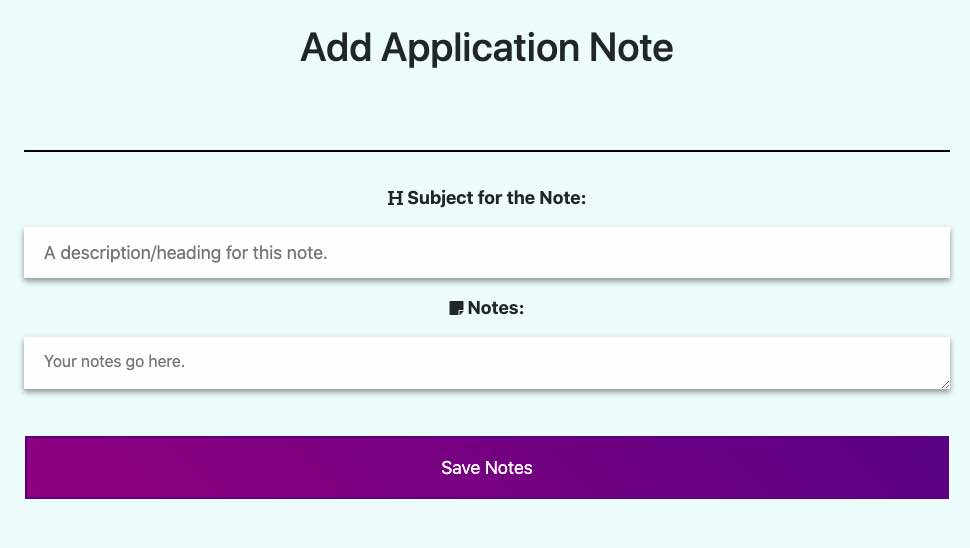 Add Application Note
Subject for the Note:
A description/heading for this note.
Notes:
Your notes go here.
Save Notes